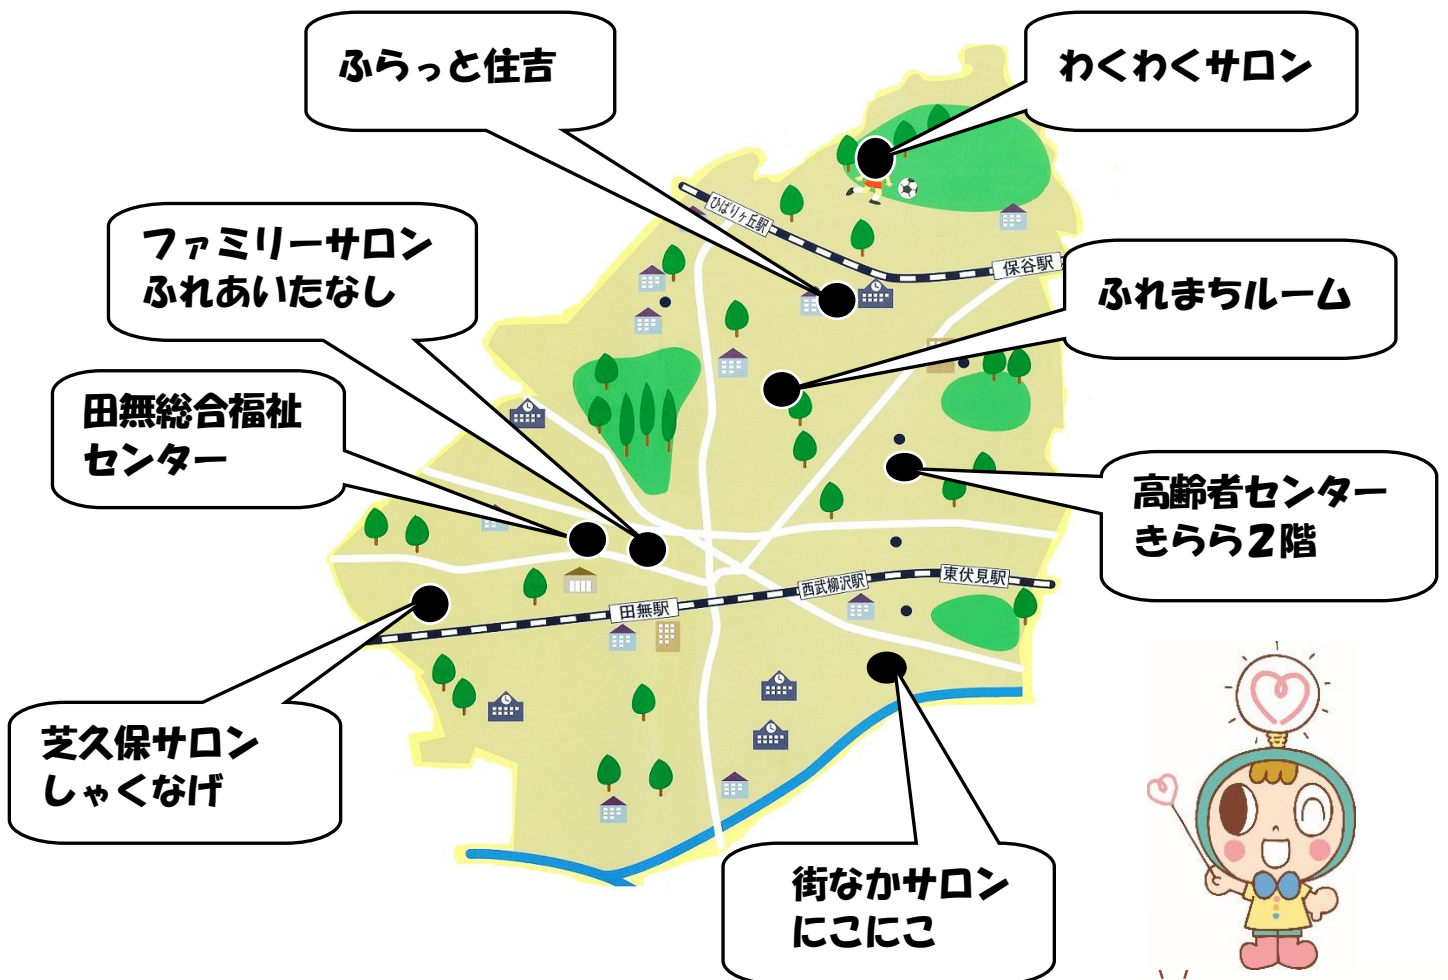 ふらっと住吉
わくわくサロン
ひばりヶ丘駅
ファミリーサロン
ふれあいたなし
保谷駅
ふれまちルーム
田無総合福祉
センター
高齢者センター
きらら2階
西武柳沢駅
東伏見駅
田無駅
芝久保サロン
しゃくなげ
街なかサロン
にこにこ